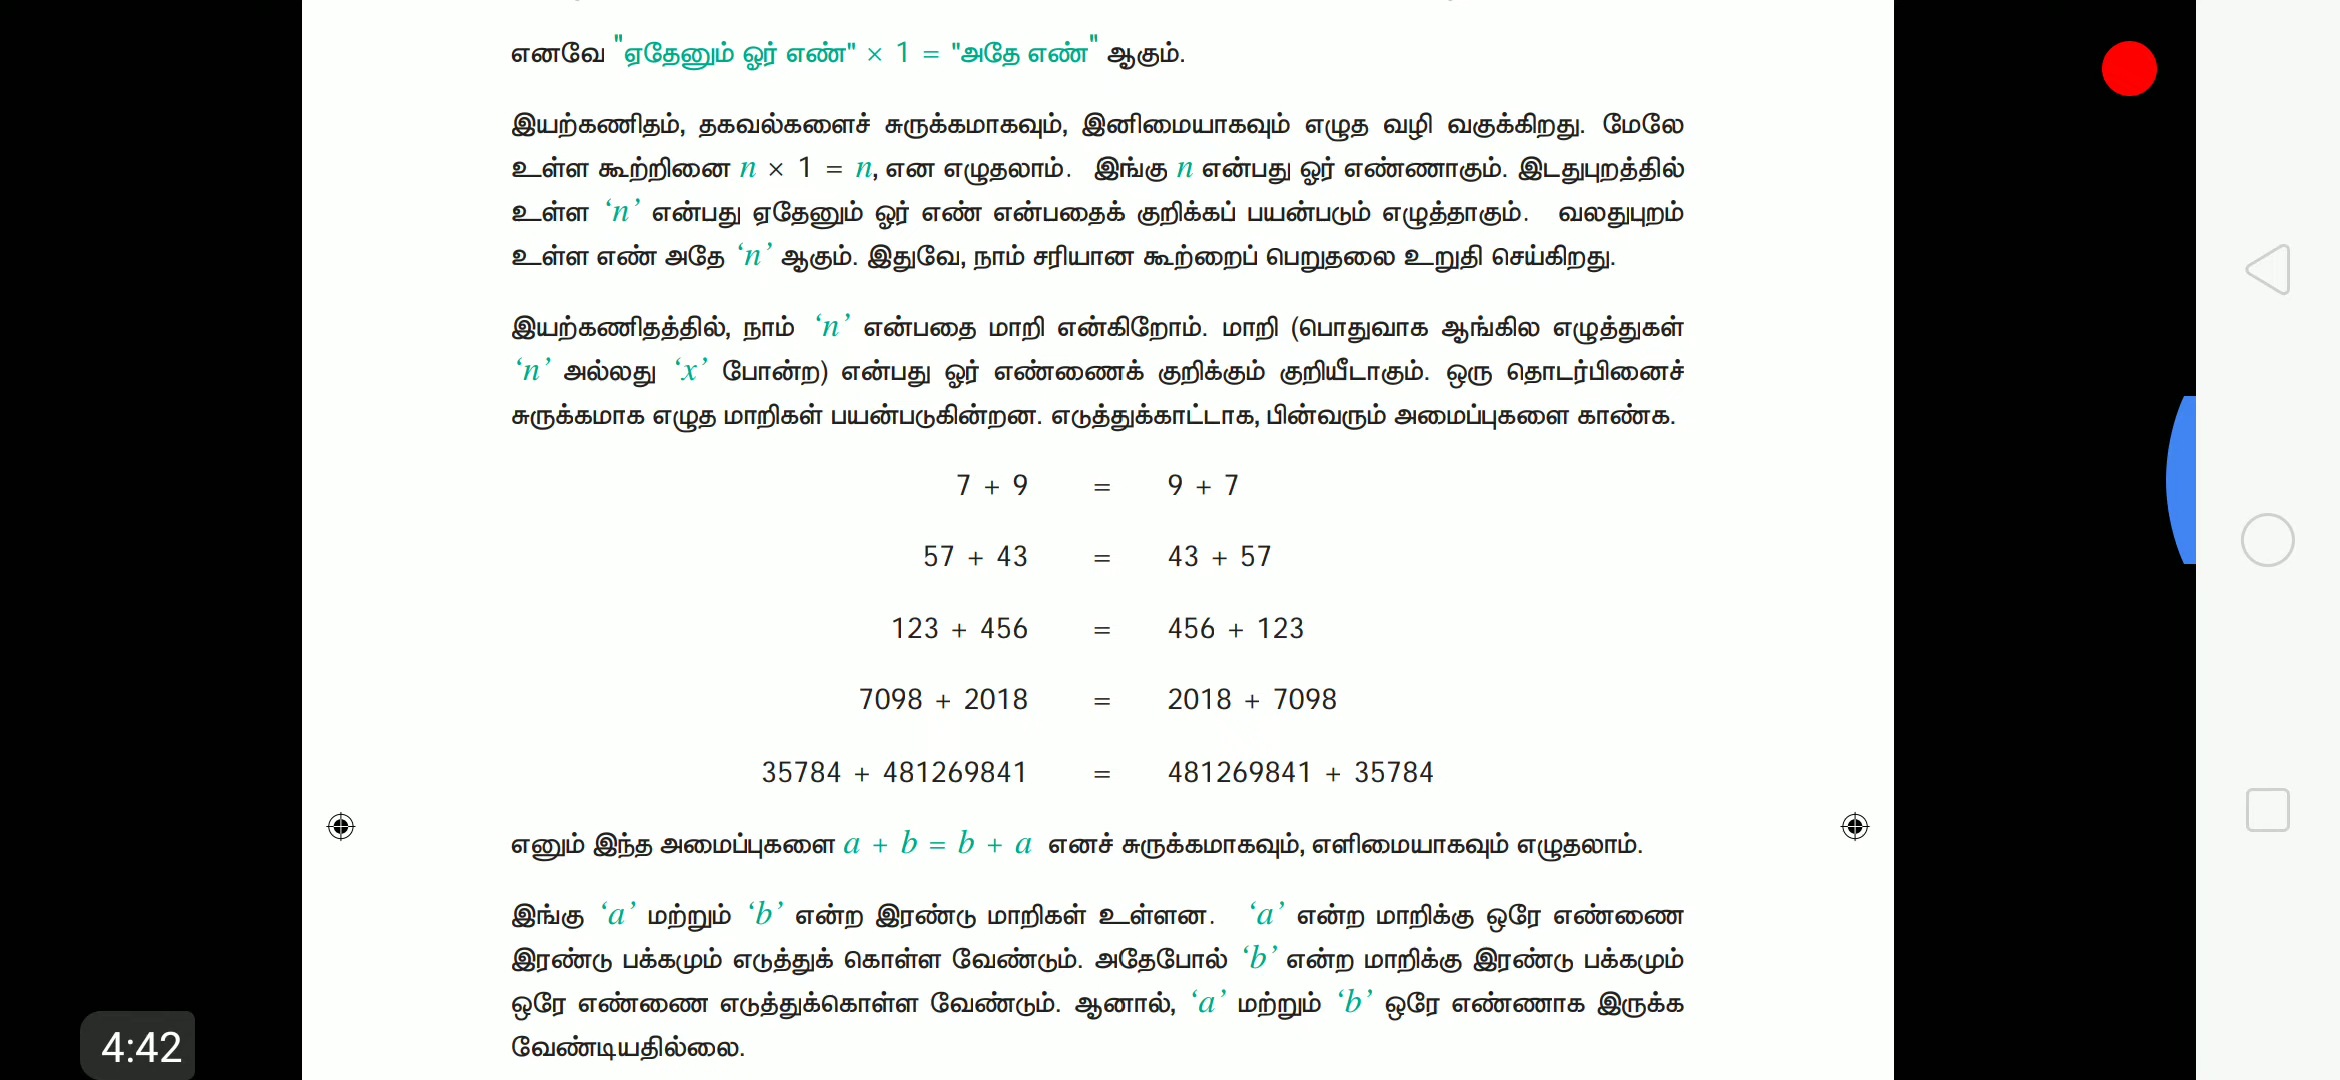 எனவே "ஏதேனும் ஓர் எண்" × 1 = "அதே எண்" ஆகும்.
இயற்கணிதம், தகவல்களைச் சுருக்கமாகவும், இனிமையாகவும் எழுத வழி வகுக்கிறது. மேலே
உள்ள கூற்றினை n × 1 = n, என எழுதலாம். இங்கு n என்பது ஓர் எண்ணாகும். இடதுபுறத்தில்
உள்ள ‘n’ என்பது ஏதேனும் ஓர் எண் என்பதைக் குறிக்கப் பயன்படும் எழுத்தாகும். வலதுபுறம்
உள்ள எண் அதே ‘n’ ஆகும். இதுவே, நாம் சரியான கூற்றைப் பெறுதலை உறுதி செய்கிறது.
இயற்கணிதத்தில், நாம் ‘n’ என்பதை மாறி என்கிறோம். மாறி (பொதுவாக ஆங்கில எழுத்துகள்
‘n’ அல்லது ‘x’ போன்ற) என்பது ஓர் எண்ணைக் குறிக்கும் குறியீடாகும். ஒரு தொடர்பினைச்
சுருக்கமாக எழுத மாறிகள் பயன்படுகின்றன. எடுத்துக்காட்டாக, பின்வரும் அமைப்புகளை காண்க.
7 + 9 = 9 + 7
57 + 43 = 43 + 57
123 + 456 = 456 + 123
7098 + 2018 = 2018 + 7098
35784 + 481269841 = 481269841 + 35784
எனும் இந்த அமைப்புகளை a + b = b + a எனச் சுருக்கமாகவும், எளிமையாகவும் எழுதலாம்.
இங்கு ‘a’ மற்றும் ‘b’ என்ற இரண்டு மாறிகள் உள்ளன. ‘a’ என்ற மாறிக்கு ஒரே எண்ணை
இரண்டு பக்கமும் எடுத்துக் கொள்ள வேண்டும். அதேபோல் ‘b’ என்ற மாறிக்கு இரண்டு பக்கமும்
ஒரே எண்ணை எடுத்துக்கொள்ள வேண்டும். ஆனால், ‘a’ மற்றும் ‘b’ ஒரே எண்ணாக இருக்க
வேண்டியதில்லை.
4:42